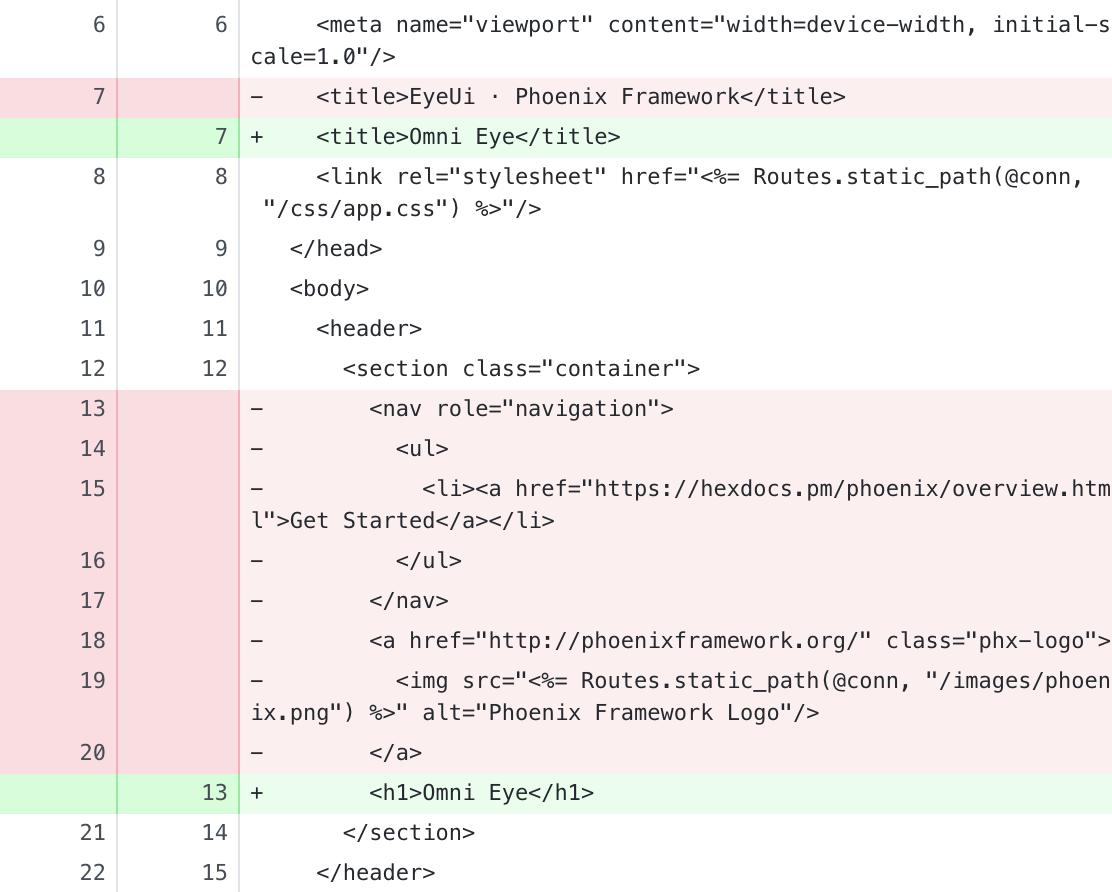 6 6 <meta name="viewport" content="width=device-width, initial-s
cale=1.0"/>
7 - <title>EyeUi · Phoenix Framework</title>
7 + <title>Omni Eye</title>
8 8 <link rel="stylesheet" href="<%= Routes.static_path(@conn,
"/css/app.css") %>"/>
9 9 </head>
10 10 <body>
11 11 <header>
12 12 <section class="container">
13 - <nav role="navigation">
14 - <ul>
15 - <li><a href="https://hexdocs.pm/phoenix/overview.htm
l">Get Started</a></li>
16 - </ul>
17 - </nav>
18 - <a href="http://phoenixframework.org/" class="phx-logo">
19 - <img src="<%= Routes.static_path(@conn, "/images/phoen
ix.png") %>" alt="Phoenix Framework Logo"/>
20 - </a>
13 + <h1>Omni Eye</h1>
21 14 </section>
22 15 </header>